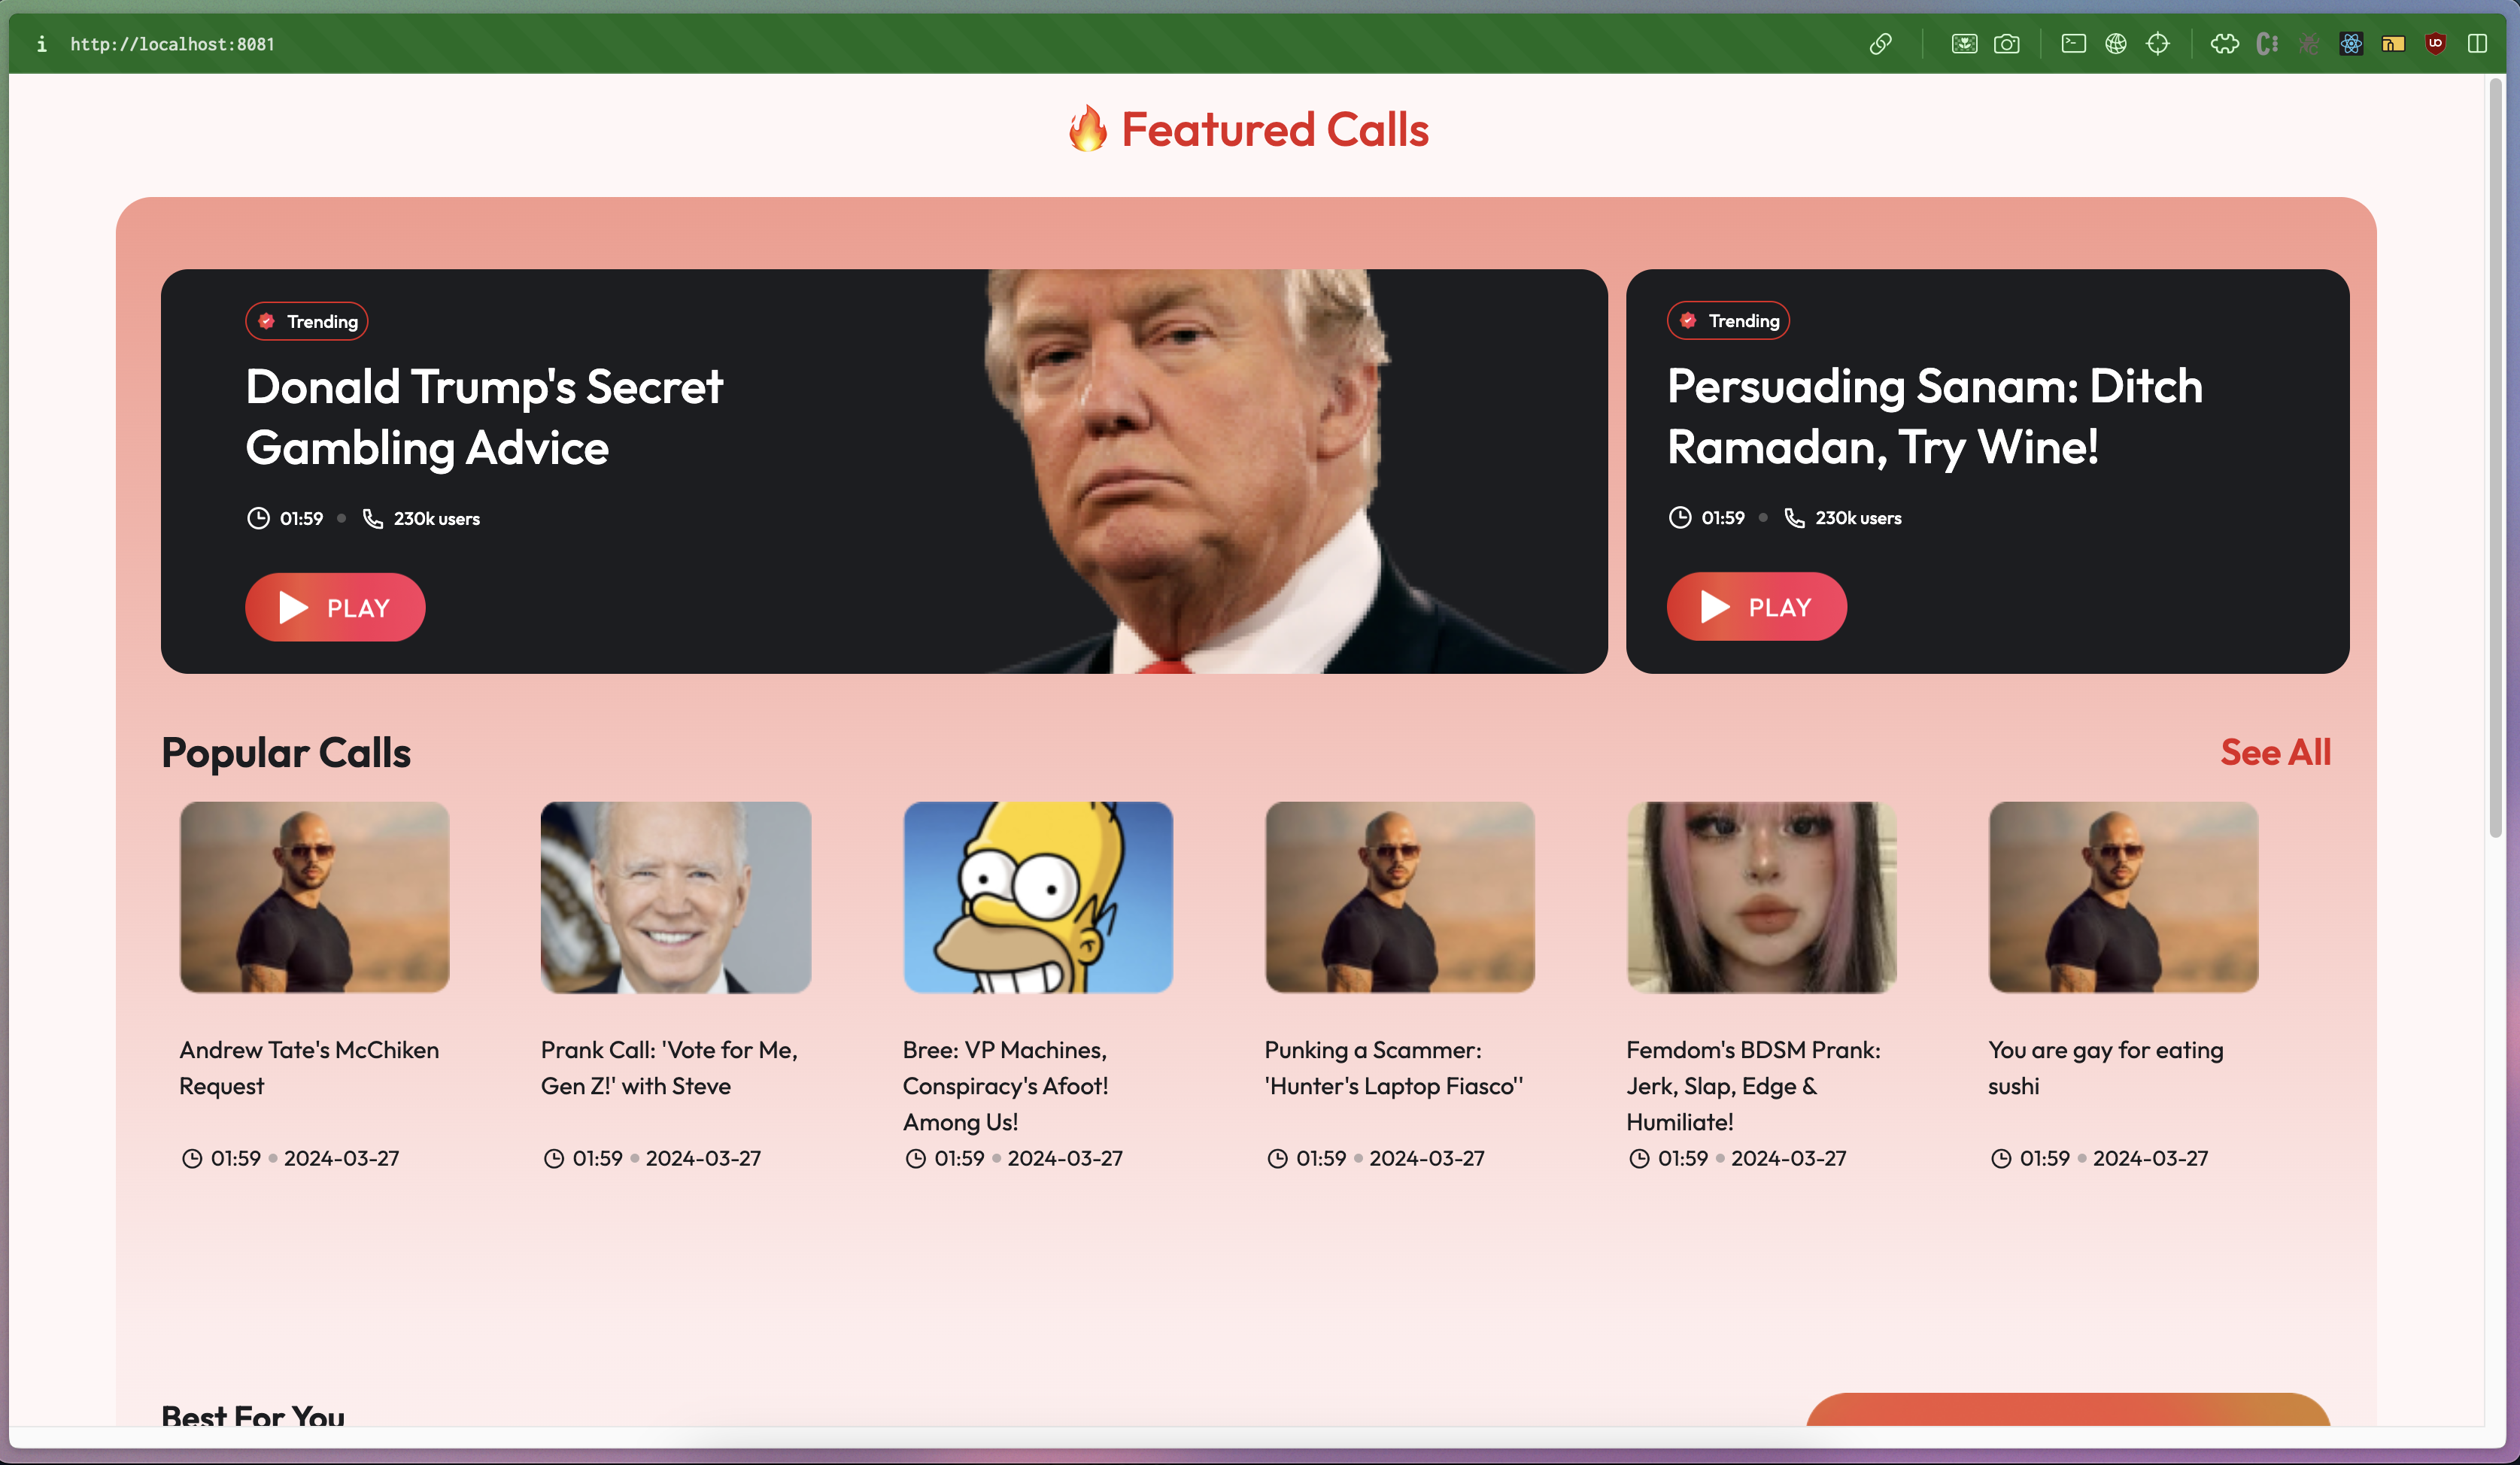 http://localhost:8081
🔥 Featured Calls
Trending
Donald Trump's Secret
Gambling Advice
01:59 • 230k users
PLAY
Trending
Persuading Sanam: Ditch
Ramadan, Try Wine!
01:59 • 230k users
PLAY
Popular Calls
See All
Andrew Tate's McChiken
Request
01:59 • 2024-03-27
Prank Call: 'Vote for Me,
Gen Z!' with Steve
01:59 • 2024-03-27
Bree: VP Machines,
Conspiracy's Afoot!
Among Us!
01:59 • 2024-03-27
Punking a Scammer:
'Hunter's Laptop Fiasco''
01:59 • 2024-03-27
Femdom's BDSM Prank:
Jerk, Slap, Edge &
Humiliate!
01:59 • 2024-03-27
You are gay for eating
sushi
01:59 • 2024-03-27
Best For You